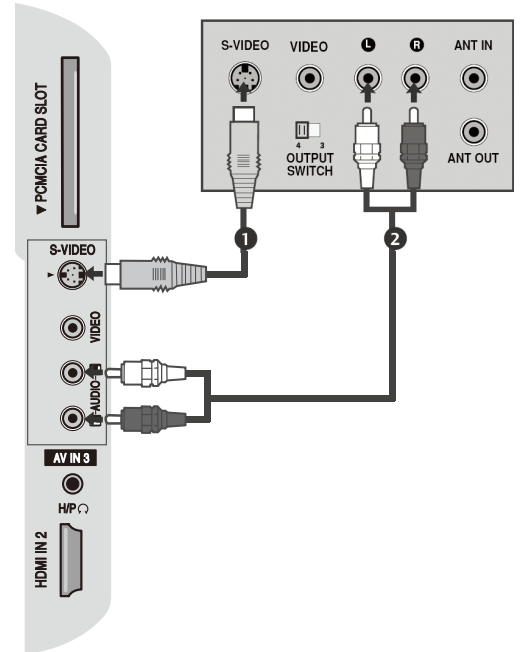 S-VIDEO VIDEO L R ANT IN
4 3
OUTPUT
SWITCH
ANT OUT
1
2
PCMCIA CARD SLOT
S-VIDEO
VIDEO
AUDIO
AV IN 3
H/P
HDMI IN 2